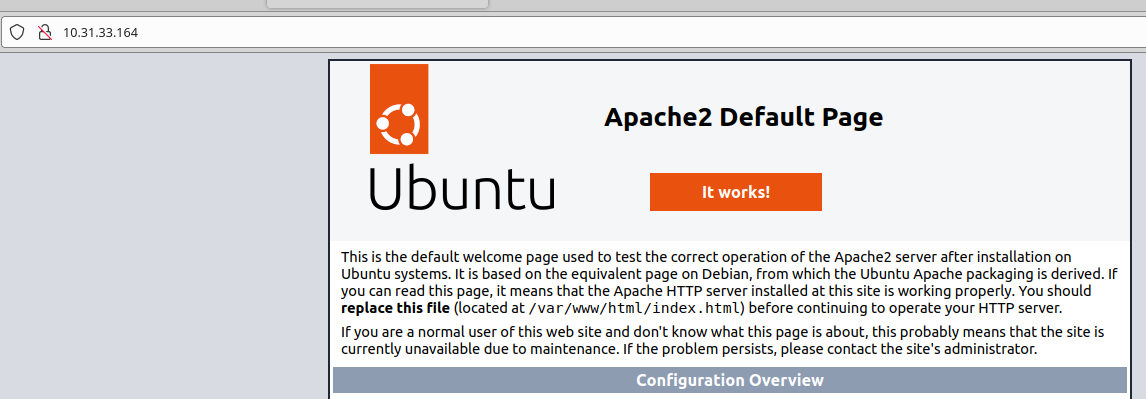 10.31.33.164
Apache2 Default Page
Ubuntu
It works!
This is the default welcome page used to test the correct operation of the Apache2 server after installation on
Ubuntu systems. It is based on the equivalent page on Debian, from which the Ubuntu Apache packaging is derived. If
you can read this page, it means that the Apache HTTP server installed at this site is working properly. You should
replace this file (located at /var/www/html/index.html) before continuing to operate your HTTP server.
If you are a normal user of this web site and don't know what this page is about, this probably means that the site is
currently unavailable due to maintenance. If the problem persists, please contact the site's administrator.
Configuration Overview